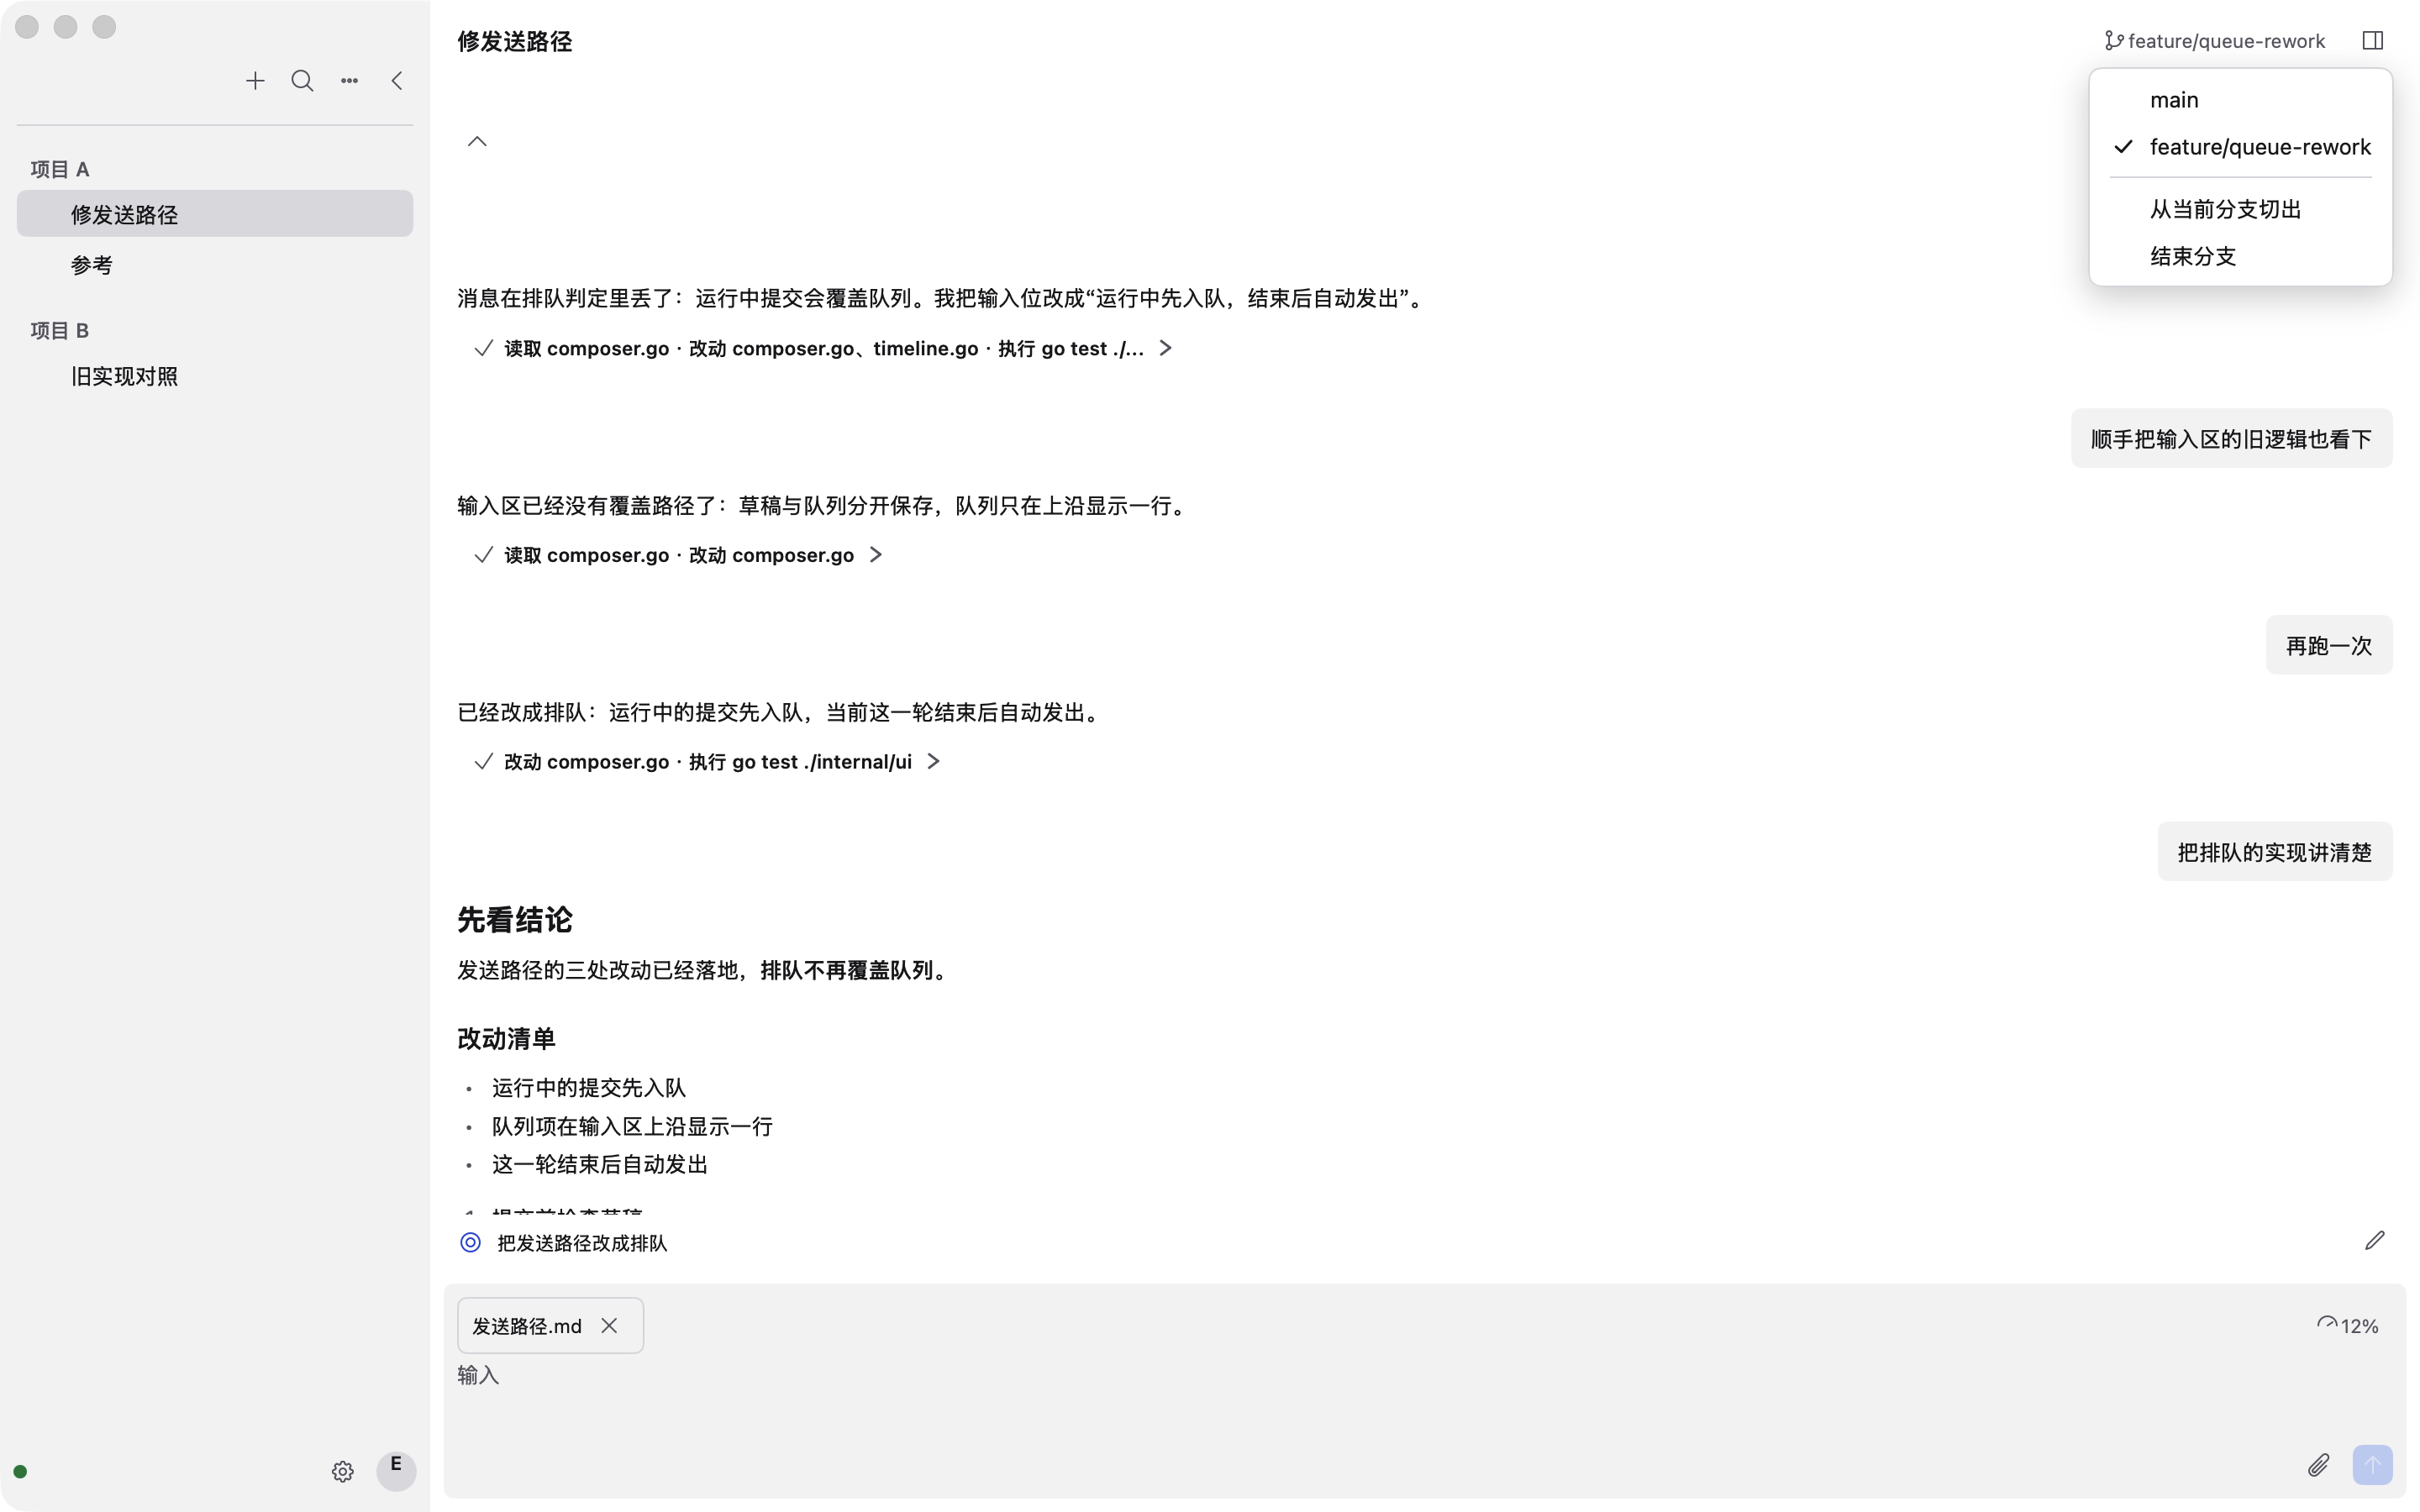 修发送路径
feature/queue-rework
main
feature/queue-rework
从当前分支切出
结束分支
项目 A
修发送路径
参考
项目 B
旧实现对照
消息在排队判定里丢了：运行中提交会覆盖队列。我把输入位改成“运行中先入队，结束后自动发出”。
读取 composer.go · 改动 composer.go、timeline.go · 执行 go test ./...
顺手把输入区的旧逻辑也看下
输入区已经没有覆盖路径了：草稿与队列分开保存，队列只在上沿显示一行。
读取 composer.go · 改动 composer.go
再跑一次
已经改成排队：运行中的提交先入队，当前这一轮结束后自动发出。
改动 composer.go · 执行 go test ./internal/ui
把排队的实现讲清楚
先看结论
发送路径的三处改动已经落地，排队不再覆盖队列。
改动清单
• 运行中的提交先入队
• 队列项在输入区上沿显示一行
• 这一轮结束后自动发出
把发送路径改成排队
发送路径.md
12%
输入
E